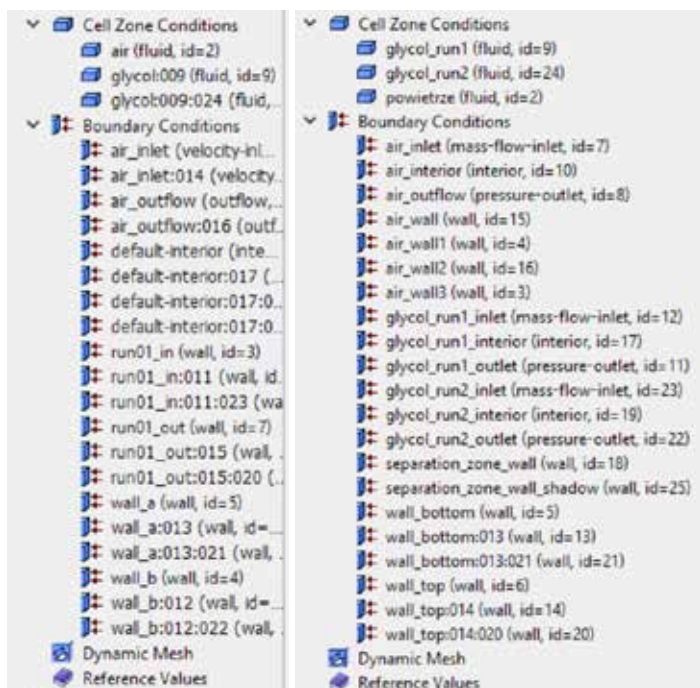 Cell Zone Conditions
air (fluid, id=2)
glycol:009 (fluid, id=9)
glycol:009:024 (fluid,
Boundary Conditions
air_inlet (velocity-inl...
air_inlet:014 (velocity
air_outflow (outflow,
air_outflow:016 (outf
default-interior (inte...
default-interior:017 (
default-interior:017:0...
default-interior:017:0...
run01_in (wall, id=3)
run01_in:011 (wall, id.
run01_in:011:023 (wa
run01_out (wall, id=7)
run01_out:015 (wall,
run01_out:015:020 (
wall_a (wall, id=5)
wall_a:013 (wall, id=...
wall_a:013:021 (wall, .
wall_b (wall, id=4)
wall_b:012 (wall, id=...
wall_b:012:022 (wall, .
Dynamic Mesh
Reference Values
Cell Zone Conditions
glycol_run1 (fluid, id=9)
glycol_run2 (fluid, id=24)
powietrze (fluid, id=2)
Boundary Conditions
air_inlet (mass-flow-inlet, id=7)
air_interior (interior, id=10)
air_outflow (pressure-outlet, id=8)
air_wall (wall, id=15)
air_wall1 (wall, id=4)
air_wall2 (wall, id=16)
air_wall3 (wall, id=3)
glycol_run1_inlet (mass-flow-inlet, id=12)
glycol_run1_interior (interior, id=17)
glycol_run1_outlet (pressure-outlet, id=11)
glycol_run2_inlet (mass-flow-inlet, id=23)
glycol_run2_interior (interior, id=19)
glycol_run2_outlet (pressure-outlet, id=22)
separation_zone_wall (wall, id=18)
separation_zone_wall_shadow (wall, id=25)
wall_bottom (wall, id=5)
wall_bottom:013 (wall, id=13)
wall_bottom:013:021 (wall, id=21)
wall_top (wall, id=6)
wall_top:014 (wall, id=14)
wall_top:014:020 (wall, id=20)
Dynamic Mesh
Reference Values